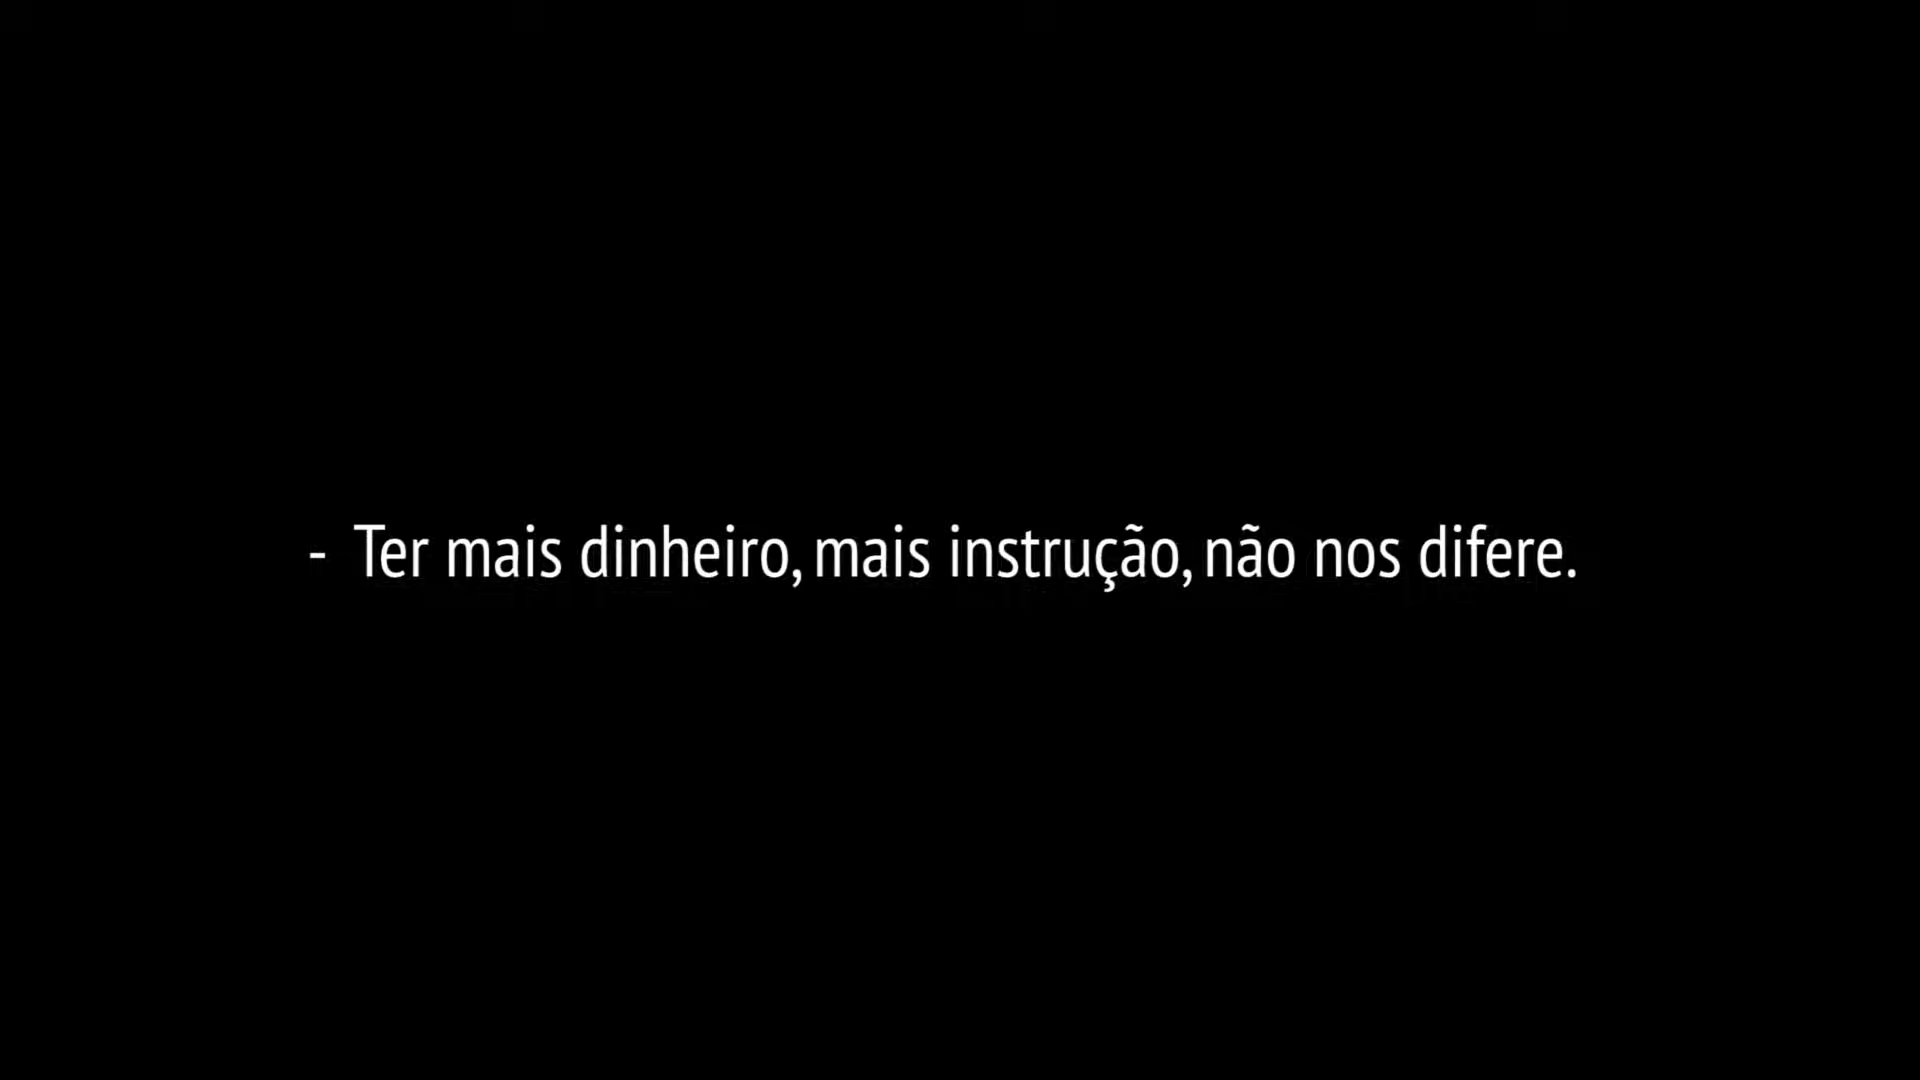 - Ter mais dinheiro, mais instrução, não nos difere.